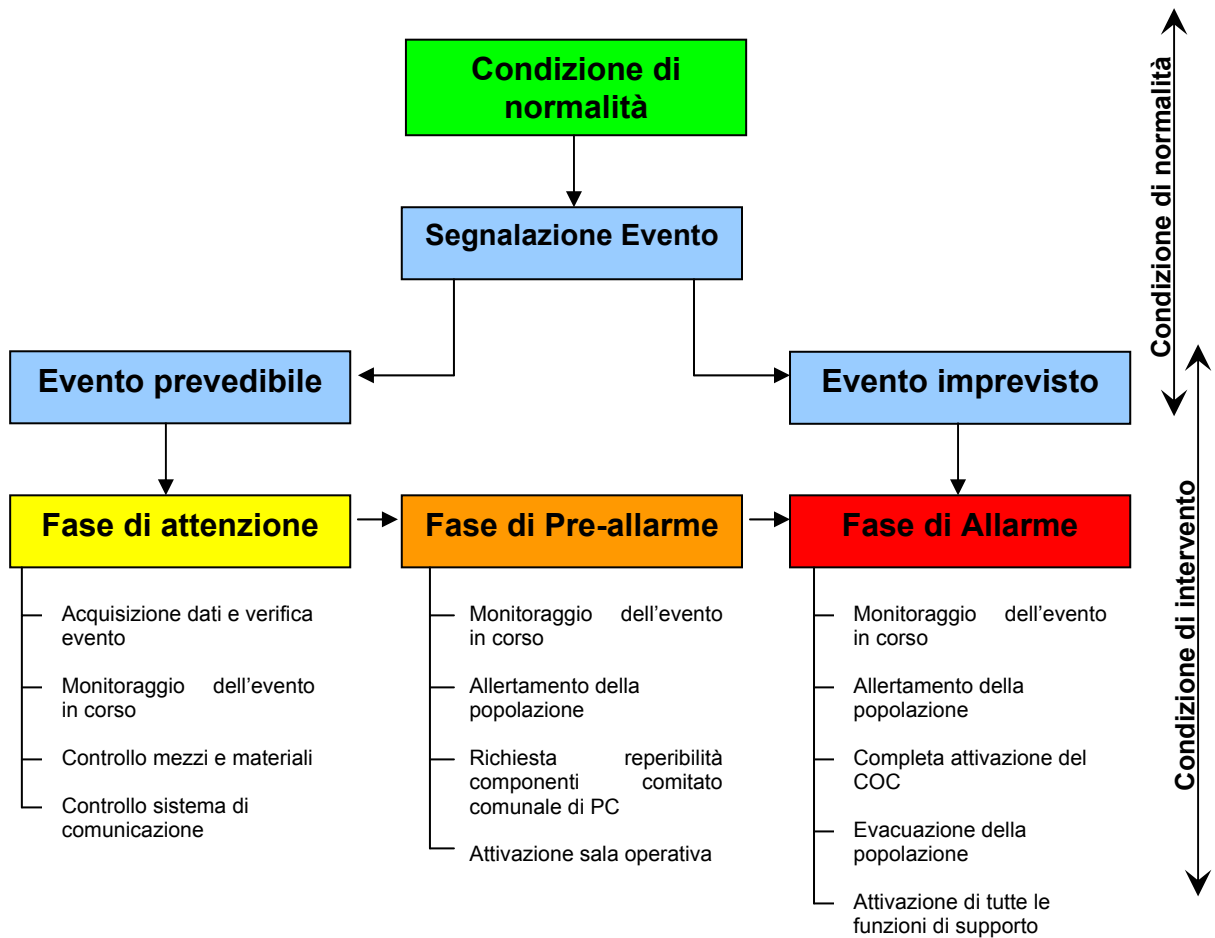 Condizione di
normalità
Segnalazione Evento
Evento prevedibile
Evento imprevisto
Fase di attenzione
Acquisizione dati e verifica
evento
Monitoraggio dell’evento
in corso
Controllo mezzi e materiali
Controllo sistema di
comunicazione
Fase di Pre-allarme
Monitoraggio dell’evento
in corso
Allertamento della
popolazione
Richiesta reperibilità
componenti comitato
comunale di PC
Attivazione sala operativa
Fase di Allarme
Monitoraggio dell’evento
in corso
Allertamento della
popolazione
Completa attivazione del
COC
Evacuazione della
popolazione
Attivazione di tutte le
funzioni di supporto
Condizione di normalità
Condizione di intervento